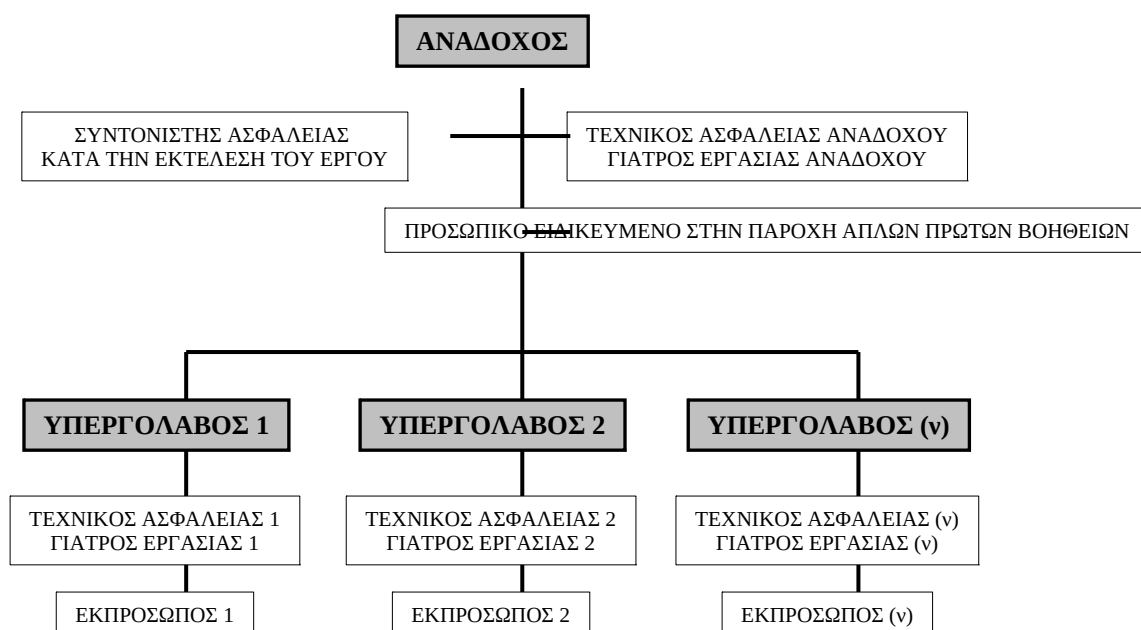 ΑΝΑΔΟΧΟΣ
ΣΥΝΤΟΝΙΣΤΗΣ ΑΣΦΑΛΕΙΑΣ
ΚΑΤΑ ΤΗΝ ΕΚΤΕΛΕΣΗ ΤΟΥ ΕΡΓΟΥ
ΤΕΧΝΙΚΟΣ ΑΣΦΑΛΕΙΑΣ ΑΝΑΔΟΧΟΥ
ΓΙΑΤΡΟΣ ΕΡΓΑΣΙΑΣ ΑΝΑΔΟΧΟΥ
ΠΡΟΣΩΠΙΚΟ ΕΙΔΙΚΕΥΜΕΝΟ ΣΤΗΝ ΠΑΡΟΧΗ ΑΠΛΩΝ ΠΡΩΤΩΝ ΒΟΗΘΕΙΩΝ
ΥΠΕΡΓΟΛΑΒΟΣ 1
ΥΠΕΡΓΟΛΑΒΟΣ 2
ΥΠΕΡΓΟΛΑΒΟΣ (ν)
ΤΕΧΝΙΚΟΣ ΑΣΦΑΛΕΙΑΣ 1
ΓΙΑΤΡΟΣ ΕΡΓΑΣΙΑΣ 1
ΤΕΧΝΙΚΟΣ ΑΣΦΑΛΕΙΑΣ 2
ΓΙΑΤΡΟΣ ΕΡΓΑΣΙΑΣ 2
ΤΕΧΝΙΚΟΣ ΑΣΦΑΛΕΙΑΣ (ν)
ΓΙΑΤΡΟΣ ΕΡΓΑΣΙΑΣ (ν)
ΕΚΠΡΟΣΩΠΟΣ 1
ΕΚΠΡΟΣΩΠΟΣ 2
ΕΚΠΡΟΣΩΠΟΣ (ν)